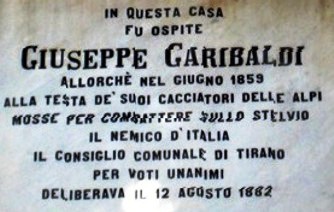 IN QUESTA CASA
FU OSPITE
GIUSEPPE GARIBALDI
ALLORCHÈ NEL GIUGNO 1859
ALLA TESTA DE' SUOI CACCIATORI DELLE ALPI
MOSSE PER COMBATTERE SULLO STELVIO
IL NEMICO D'ITALIA
IL CONSIGLIO COMUNALE DI TIRANO
PER VOTI UNANIMI
DELIBERAVA IL 12 AGOSTO 1882